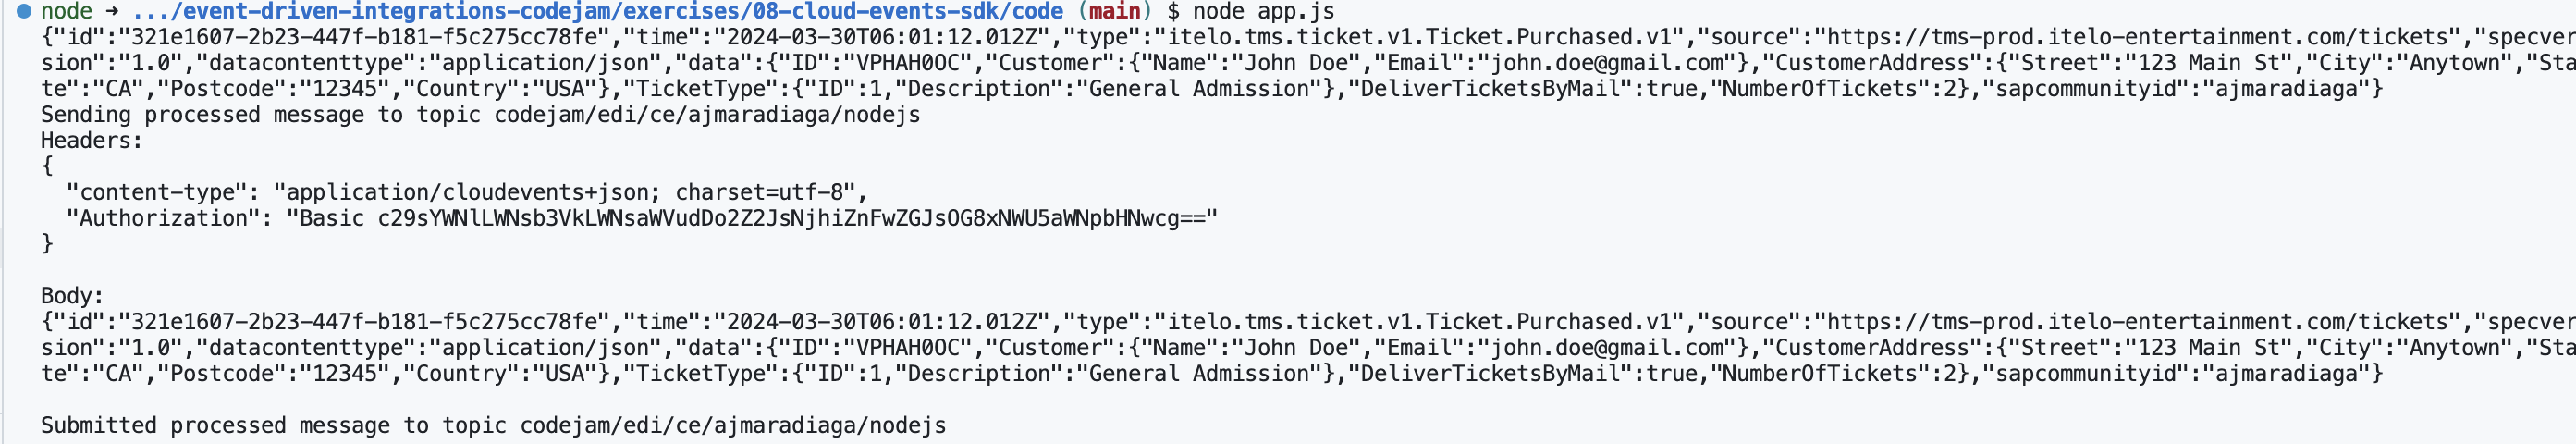 node ➜ .../event-driven-integrations-codejam/exercises/08-cloud-events-sdk/code (main) $ node app.js
{"id":"321e1607-2b23-447f-b181-f5c275cc78fe","time":"2024-03-30T06:01:12.012Z","type":"itelo.tms.ticket.v1.Ticket.Purchased.v1","source":"https://tms-prod.itelo-entertainment.com/tickets","specver
sion":"1.0","datacontenttype":"application/json","data":{"ID":"VPHAH0OC","Customer":{"Name":"John Doe","Email":"john.doe@gmail.com"},"CustomerAddress":{"Street":"123 Main St","City":"Anytown","Sta
te":"CA","Postcode":"12345","Country":"USA"},"TicketType":{"ID":1,"Description":"General Admission"},"DeliverTicketsByMail":true,"NumberOfTickets":2},"sapcommunityid":"ajmaradiaga"}
Sending processed message to topic codejam/edi/ce/ajmaradiaga/nodejs
Headers:
{
  "content-type": "application/cloudevents+json; charset=utf-8",
  "Authorization": "Basic c29sYWNlLWNsb3VkLWNsaWVudDo2Z2JsNjhiZnFwZGJsOG8xNWU5aWNpbHNwcg=="
}

Body:
{"id":"321e1607-2b23-447f-b181-f5c275cc78fe","time":"2024-03-30T06:01:12.012Z","type":"itelo.tms.ticket.v1.Ticket.Purchased.v1","source":"https://tms-prod.itelo-entertainment.com/tickets","specver
sion":"1.0","datacontenttype":"application/json","data":{"ID":"VPHAH0OC","Customer":{"Name":"John Doe","Email":"john.doe@gmail.com"},"CustomerAddress":{"Street":"123 Main St","City":"Anytown","Sta
te":"CA","Postcode":"12345","Country":"USA"},"TicketType":{"ID":1,"Description":"General Admission"},"DeliverTicketsByMail":true,"NumberOfTickets":2},"sapcommunityid":"ajmaradiaga"}

Submitted processed message to topic codejam/edi/ce/ajmaradiaga/nodejs